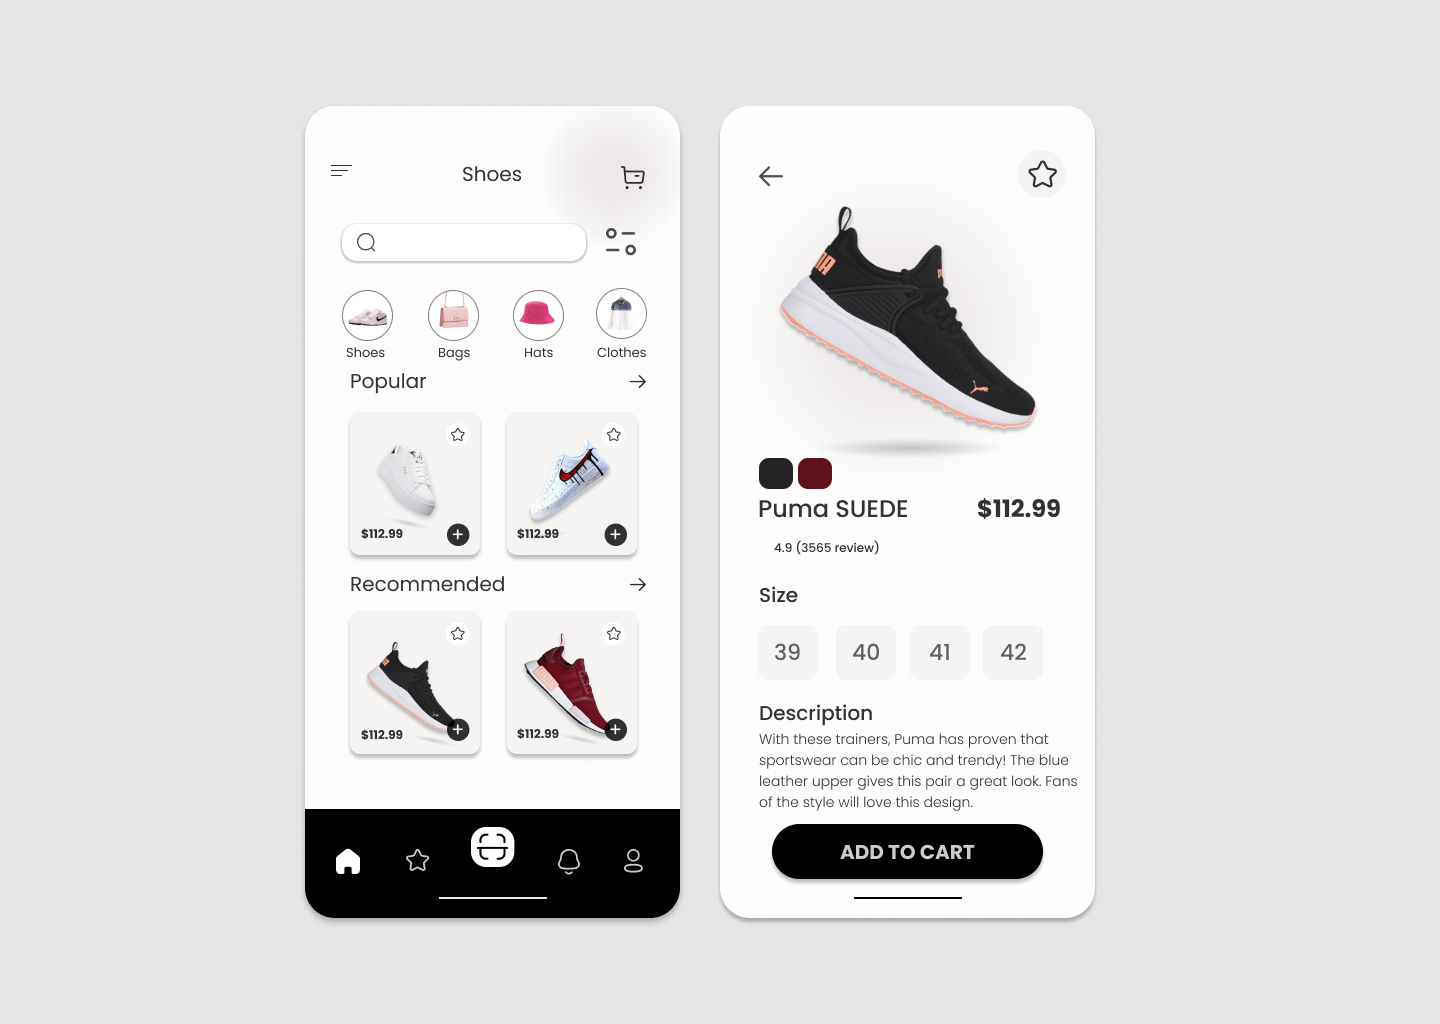 Shoes
Shoes Bags Hats Clothes
Popular
$112.99 $112.99
Recommended
$112.99 $112.99
Puma SUEDE $112.99
4.9 (3565 review)
Size
39 40 41 42
Description
With these trainers, Puma has proven that
sportswear can be chic and trendy! The blue
leather upper gives this pair a great look. Fans
of the style will love this design.
ADD TO CART